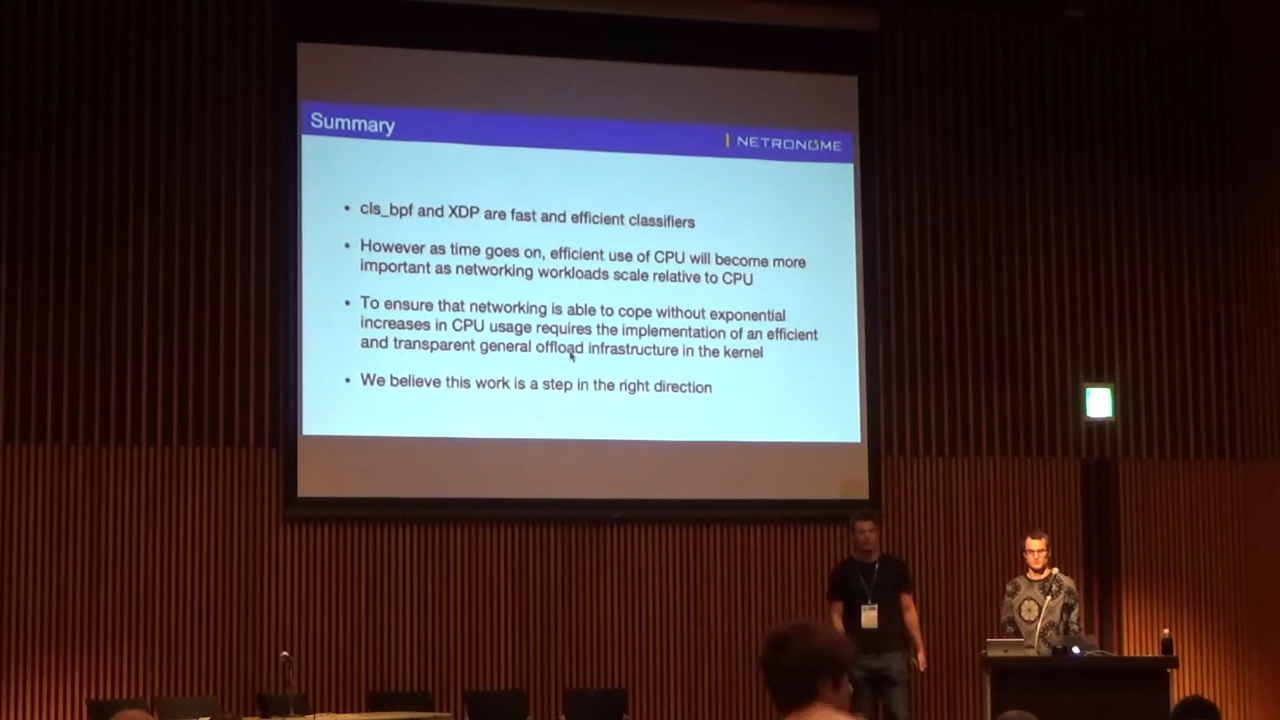 Summary
NETRONOME
• cls_bpf and XDP are fast and efficient classifiers
• However as time goes on, efficient use of CPU will become more
important as networking workloads scale relative to CPU
• To ensure that networking is able to cope without exponential
increases in CPU usage requires the implementation of an efficient
and transparent general offload infrastructure in the kernel
• We believe this work is a step in the right direction